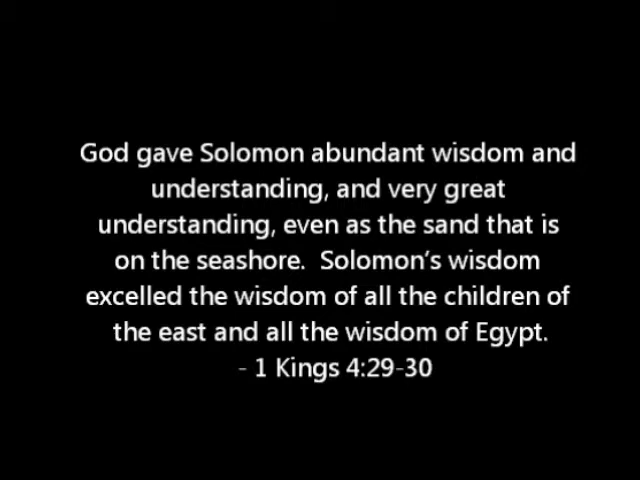 God gave Solomon abundant wisdom and
understanding, and very great
understanding, even as the sand that is
on the seashore.  Solomon's wisdom
excelled the wisdom of all the children of
the east and all the wisdom of Egypt.
- 1 Kings 4:29-30